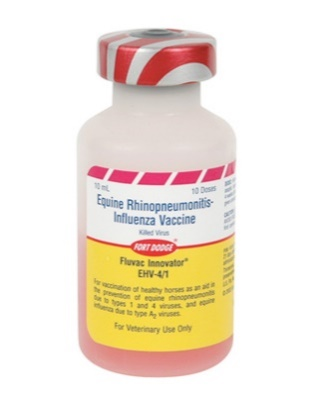 10 mL 10 Doses
Equine Rhinopneumonitis-
Influenza Vaccine
Killed Virus
FORT DODGE
Fluvac Innovator®
EHV-4/1
For vaccination of healthy horses as an aid in
the prevention of equine rhinopneumonitis
due to types 1 and 4 viruses, and equine
influenza due to type A₂ viruses.
For Veterinary Use Only